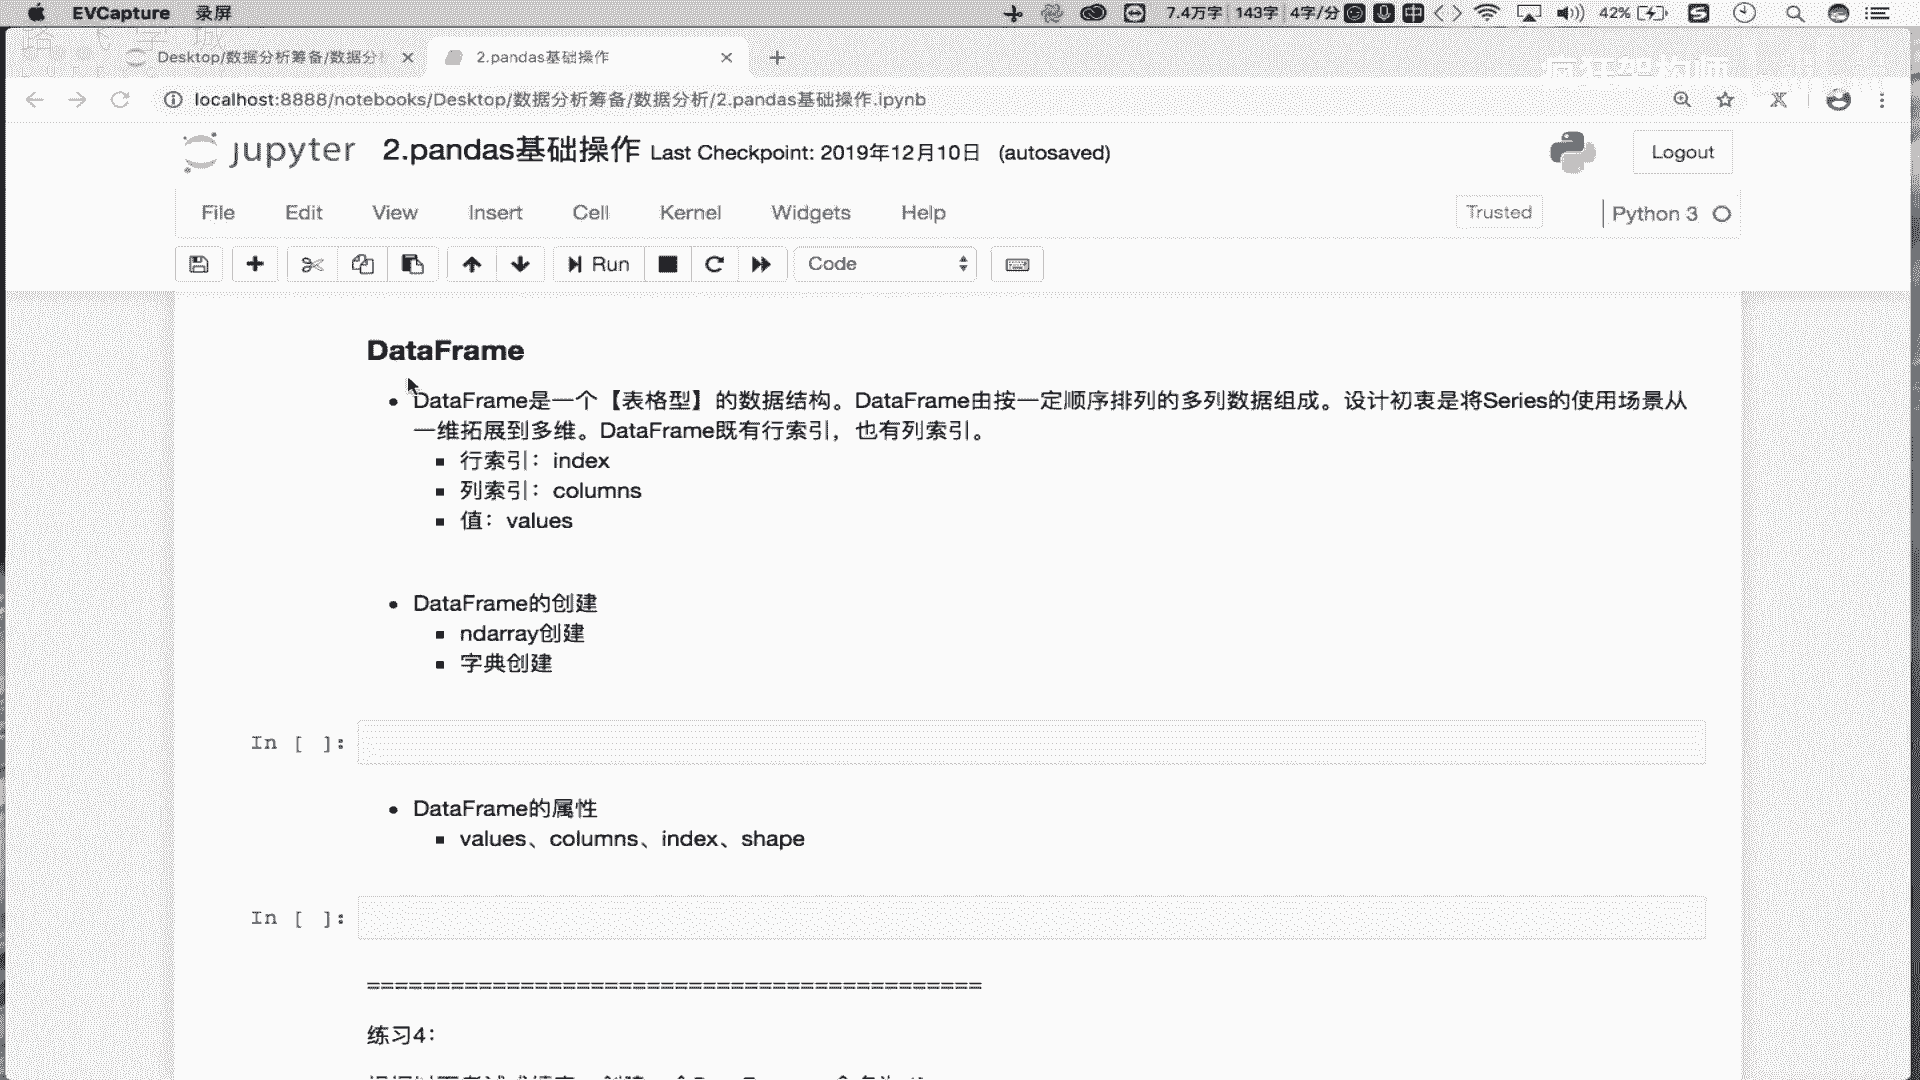 EVCapture 录屏 7.4万字 143字 4字/分 中 42%
Desktop/数据分析筹备/数据分 2.pandas基础操作
localhost:8888/notebooks/Desktop/数据分析筹备/数据分析/2.pandas基础操作.ipynb
jupyter 2.pandas基础操作 Last Checkpoint: 2019年12月10日 (autosaved) Logout
File Edit View Insert Cell Kernel Widgets Help Trusted Python 3
Run Code
DataFrame
DataFrame是一个【表格型】的数据结构。DataFrame由按一定顺序排列的多列数据组成。设计初衷是将Series的使用场景从
一维拓展到多维。DataFrame既有行索引，也有列索引。
行索引：index
列索引：columns
值：values
DataFrame的创建
ndarray创建
字典创建
In [ ]:
DataFrame的属性
values、columns、index、shape
In [ ]:
============================================
练习4：